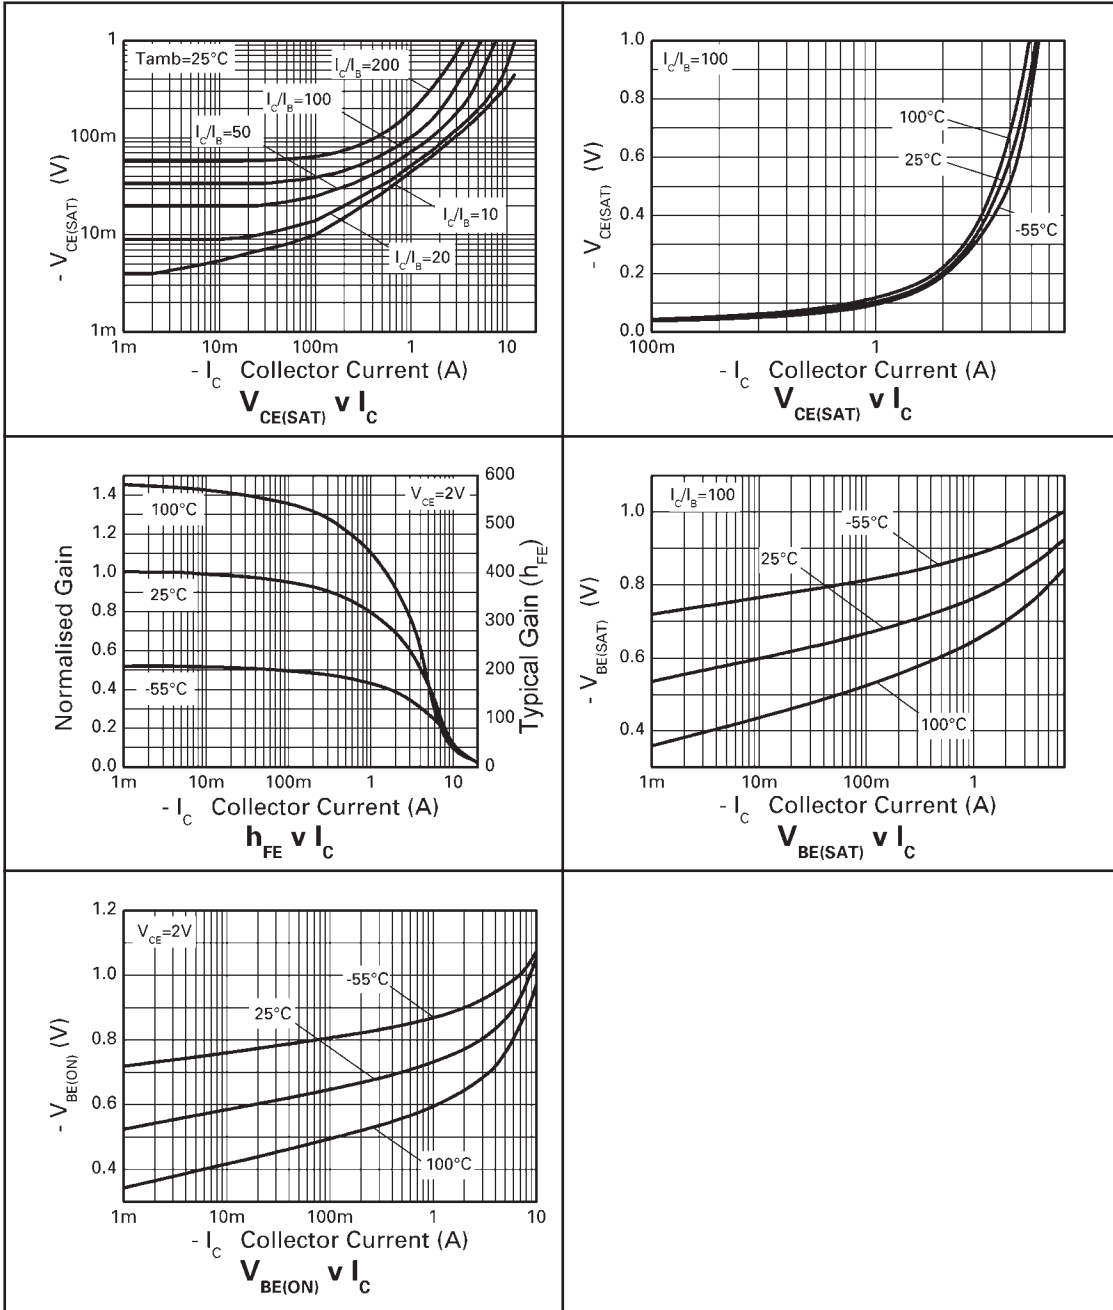 1
100m
10m
1m
- V_CE(SAT) (V)
Tamb=25°C
I_C/I_B=200
I_C/I_B=100
I_C/I_B=50
I_C/I_B=10
I_C/I_B=20
1m 10m 100m 1 10
- I_C Collector Current (A)
V_CE(SAT) v I_C
1.0
0.8
0.6
0.4
0.2
0.0
- V_CE(SAT) (V)
I_C/I_B=100
100°C
25°C
-55°C
100m 1
- I_C Collector Current (A)
V_CE(SAT) v I_C
1.4
1.2
1.0
0.8
0.6
0.4
0.2
0.0
Normalised Gain
100°C
25°C
-55°C
V_CE=2V
600
500
400
300
200
100
0
Typical Gain (h_FE)
1m 10m 100m 1 10
- I_C Collector Current (A)
h_FE v I_C
1.0
0.8
0.6
0.4
- V_BE(SAT) (V)
I_C/I_B=100
-55°C
25°C
100°C
1m 10m 100m 1
- I_C Collector Current (A)
V_BE(SAT) v I_C
1.2
1.0
0.8
0.6
0.4
- V_BE(ON) (V)
V_CE=2V
-55°C
25°C
100°C
1m 10m 100m 1 10
- I_C Collector Current (A)
V_BE(ON) v I_C